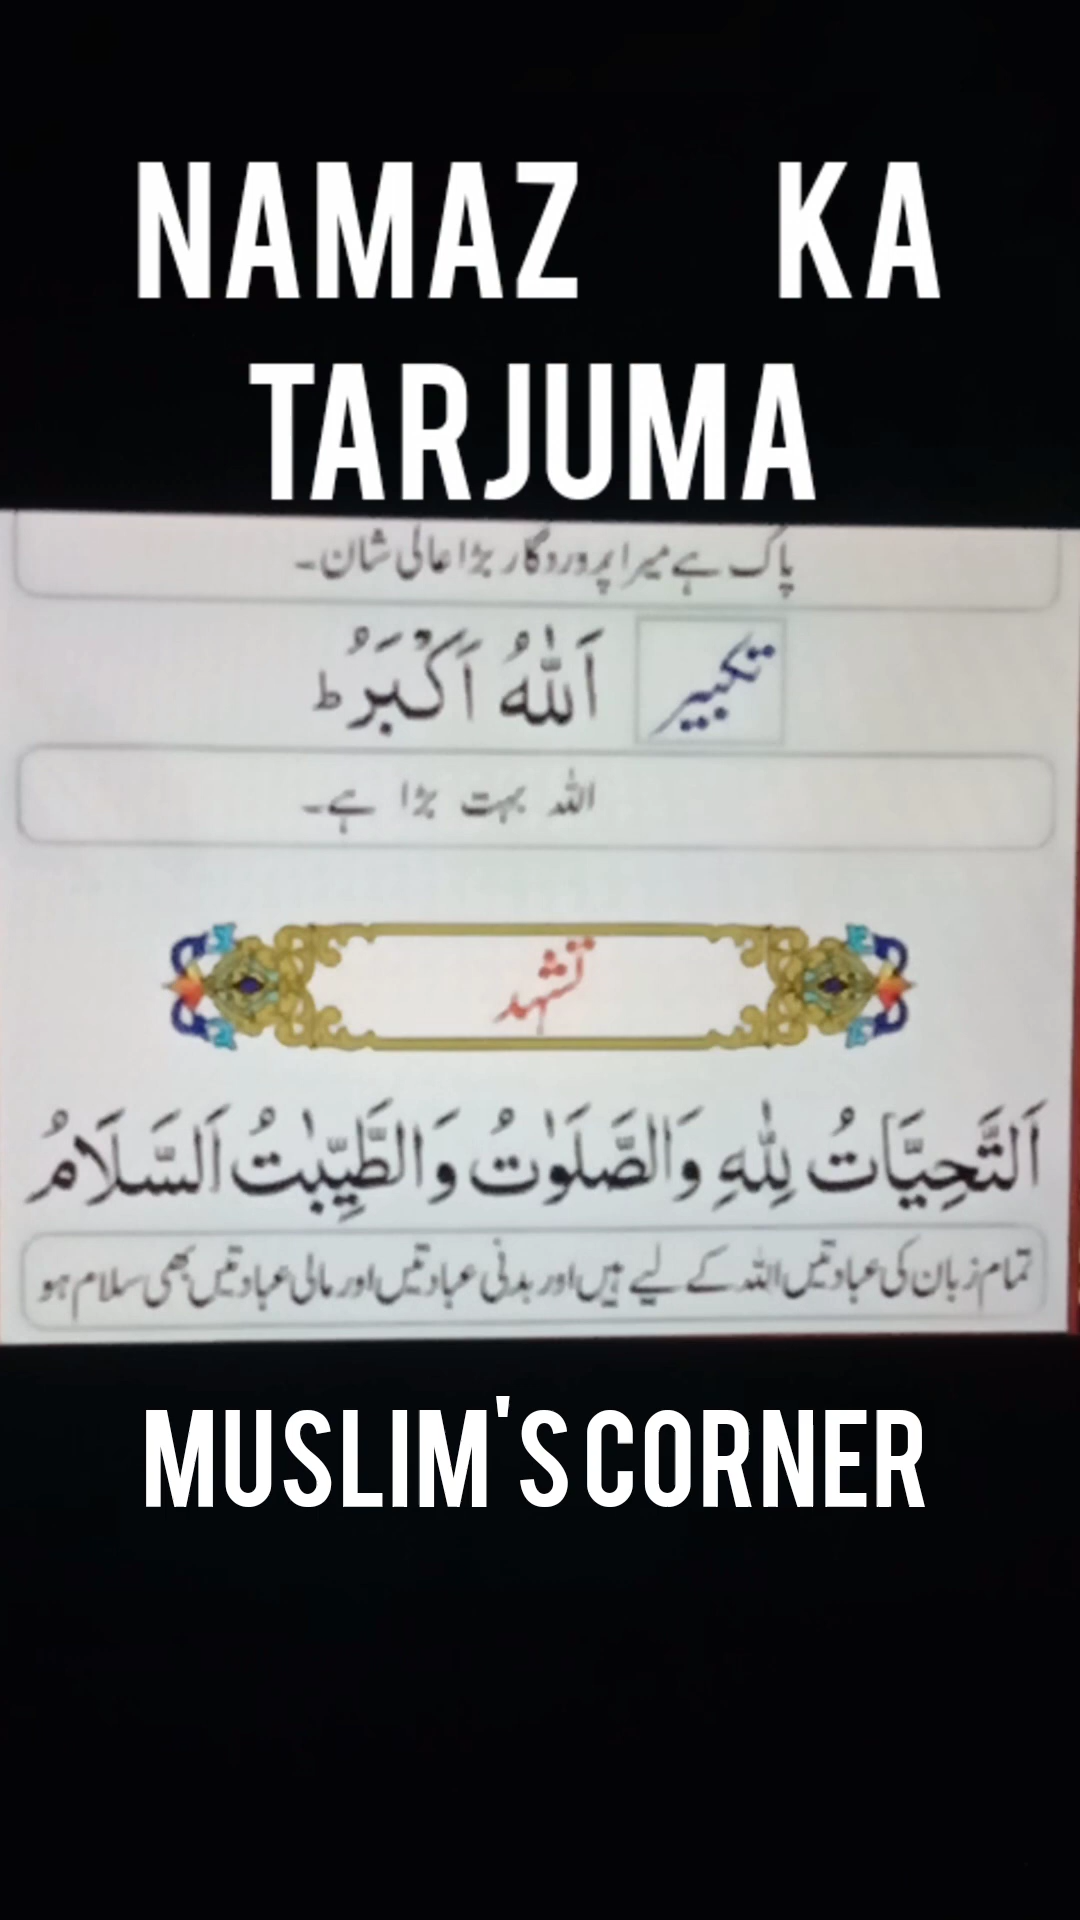 NAMAZ KA
TARJUMA
پاک ہے میرا پروردگار بڑا عالی شان۔
تکبیر اَللّٰهُ اَكْبَرُ ط
اللہ بہت بڑا ہے۔
تشہد
اَلتَّحِيَّاتُ لِلّٰهِ وَالصَّلَوٰتُ وَالطَّيِّبٰتُ اَلسَّلَامُ
تمام زبان کی عبادتیں اللہ کے لیے ہیں اور بدنی عبادتیں اور مالی عبادتیں بھی سلام ہو
MUSLIM'S CORNER